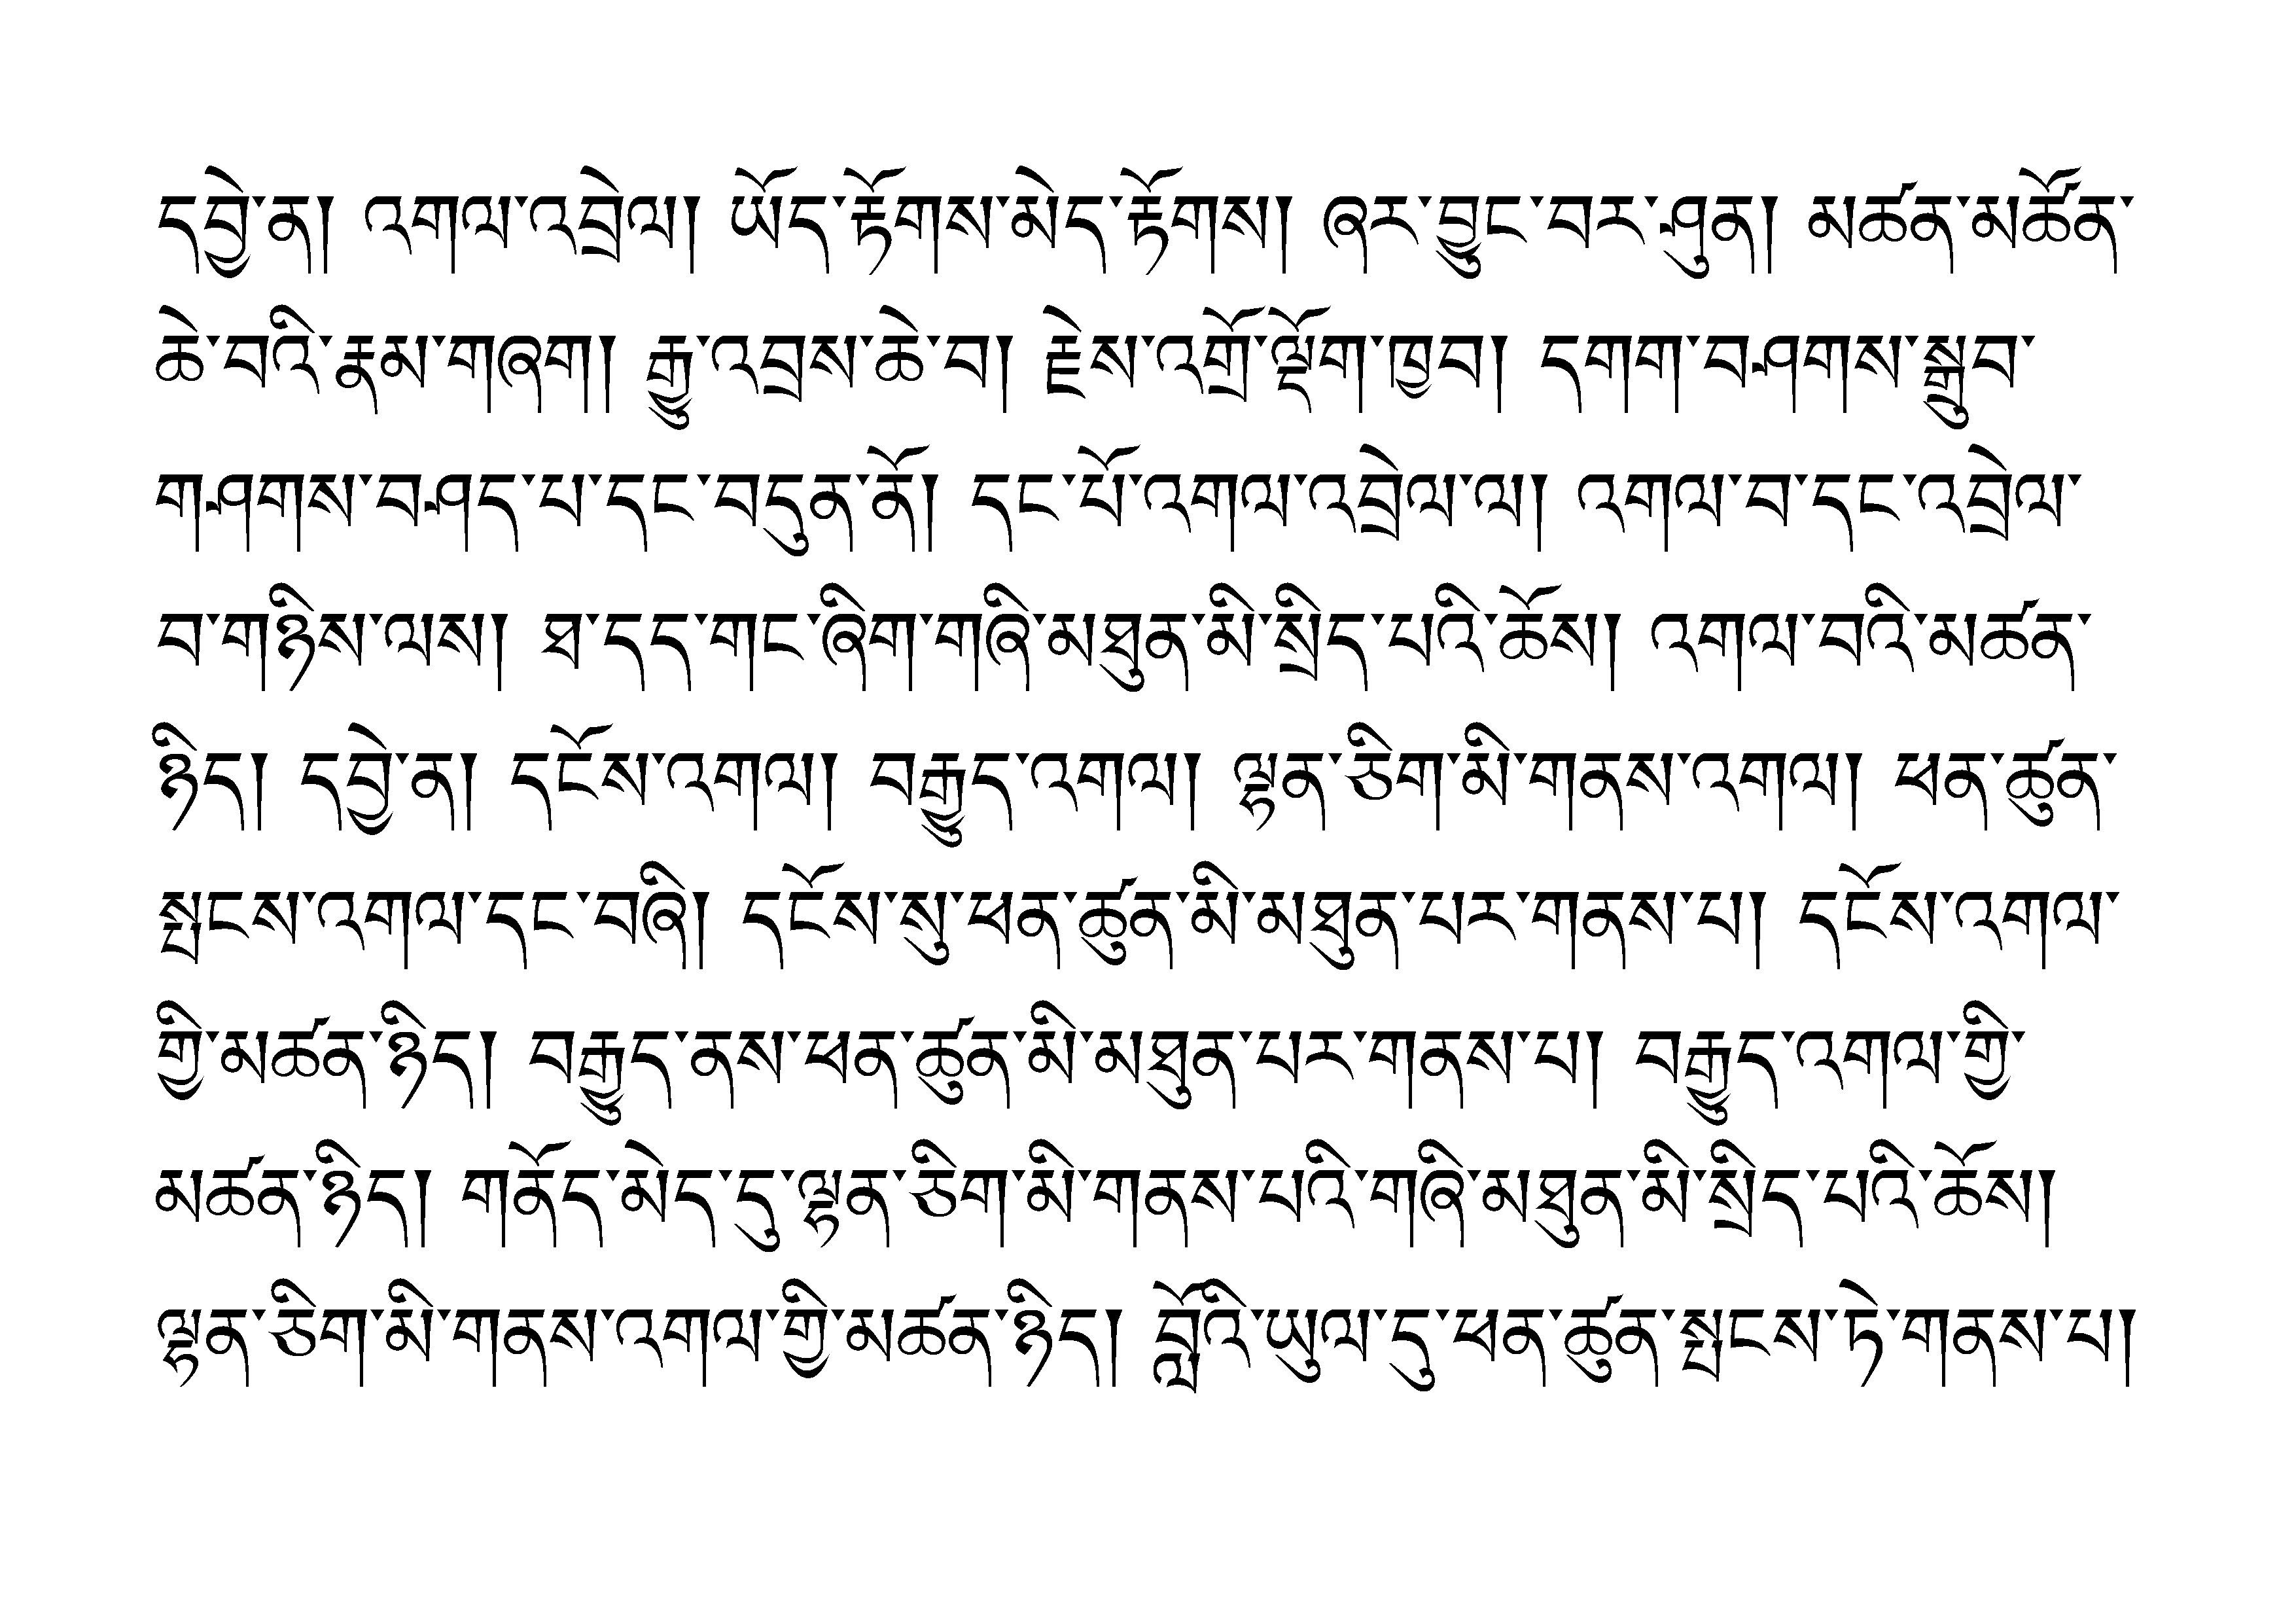 དབྱེ་ན། འགལ་འབྲེལ། ཡོད་རྟོགས་མེད་རྟོགས། ཞར་བྱུང་བར་ཤུན། མཚན་མཚོན་
ཆེ་བའི་རྣམ་གཞག། རྒྱུ་འབྲས་ཆེ་བ། རྗེས་འགྲོ་ལྡོག་ཁྱབ། དགག་བཤགས་སྒྲུབ་
གཤགས་བཤད་པ་དང་བདུན་ནོ། དང་པོ་འགལ་འབྲེལ་ལ། འགལ་བ་དང་འབྲེལ་
བ་གཉིས་ལས། ཐ་དད་གང་ཞིག་གཞི་མཐུན་མི་སྲིད་པའི་ཆོས། འགལ་བའི་མཚན་
ཉིད། དབྱེ་ན། དངོས་འགལ། བརྒྱུད་འགལ། ལྷན་ཅིག་མི་གནས་འགལ། ཕན་ཚུན་
སྤངས་འགལ་དང་བཞི། དངོས་སུ་ཕན་ཚུན་མི་མཐུན་པར་གནས་པ། དངོས་འགལ་
གྱི་མཚན་ཉིད། བརྒྱུད་ནས་ཕན་ཚུན་མི་མཐུན་པར་གནས་པ། བརྒྱུད་འགལ་གྱི་
མཚན་ཉིད། གནོད་མེད་དུ་ལྷན་ཅིག་མི་གནས་པའི་གཞི་མཐུན་མི་སྲིད་པའི་ཆོས།
ལྷན་ཅིག་མི་གནས་འགལ་གྱི་མཚན་ཉིད། བློའི་ཡུལ་དུ་ཕན་ཚུན་སྤངས་ཏེ་གནས་པ།